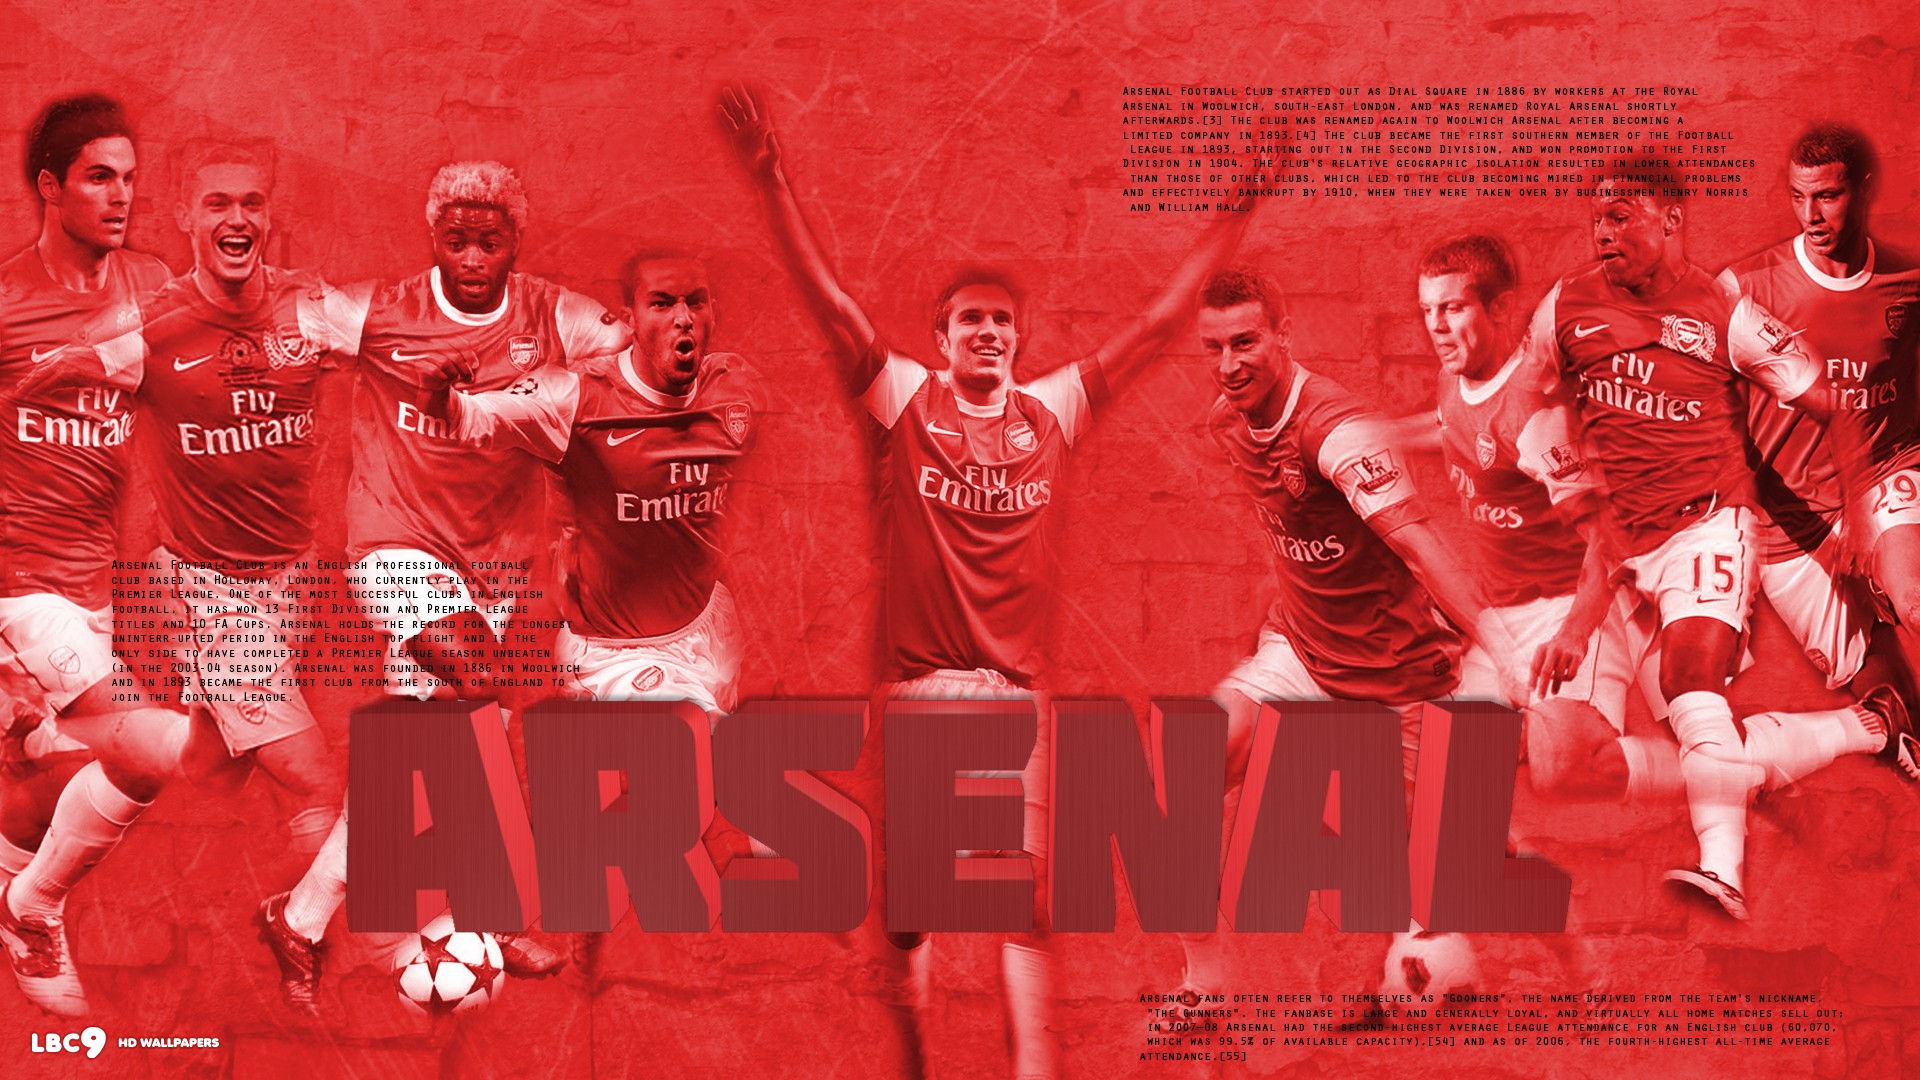 Arsenal Football Club started out as Dial Square in 1886 by workers at the Royal
Arsenal in Woolwich, south-east London, and was renamed Royal Arsenal shortly
afterwards.[3] The club was renamed again to Woolwich Arsenal after becoming a
limited company in 1893.[4] The club became the first southern member of the Football
League in 1893, starting out in the Second Division, and won promotion to the First
Division in 1904. The club's relative geographic isolation resulted in lower attendances
than those of other clubs, which led to the club becoming mired in financial problems
and effectively bankrupt by 1910, when they were taken over by businessmen Henry Norris
and William Hall.
Fly
Emirates
Fly
Emirates
Arsenal
Em
Fly
Emirate
Fly
Emirates
rates
Fly
Emirates
15
Fly
irates
29
Arsenal Football Club is an English professional football
club based in Holloway, London, who currently play in the
Premier League. One of the most successful clubs in English
football, it has won 13 First Division and Premier League
titles and 10 FA Cups. Arsenal holds the record for the longest
uninterr-upted period in the English top flight and is the
only side to have completed a Premier League season unbeaten
(in the 2003-04 season). Arsenal was founded in 1886 in Woolwich
and in 1893 became the first club from the south of England to
join the Football League.
ARSENAL
Arsenal fans often refer to themselves as "Gooners", the name derived from the team's nickname,
"The Gunners". The fanbase is large and generally loyal, and virtually all home matches sell out;
in 2007–08 Arsenal had the second-highest average League attendance for an English club (60,070,
which was 99.5% of available capacity),[54] and as of 2006, the fourth-highest all-time average
attendance.[55]
LBC9 HD WALLPAPERS